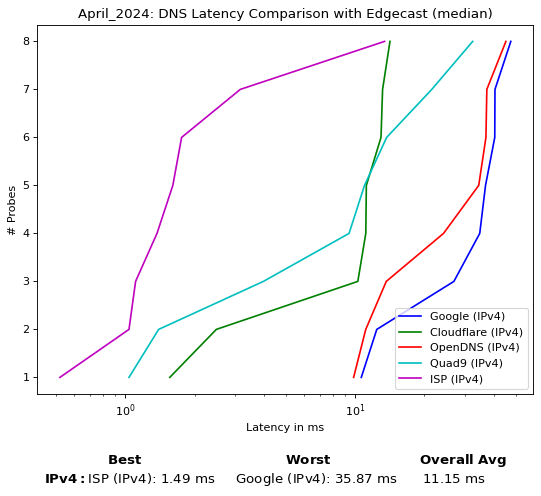 April_2024: DNS Latency Comparison with Edgecast (median)
# Probes
8
7
6
5
4
3
2
1
Google (IPv4)
Cloudflare (IPv4)
OpenDNS (IPv4)
Quad9 (IPv4)
ISP (IPv4)
10⁰ 10¹
Latency in ms
Best Worst Overall Avg
IPv4: ISP (IPv4): 1.49 ms Google (IPv4): 35.87 ms 11.15 ms